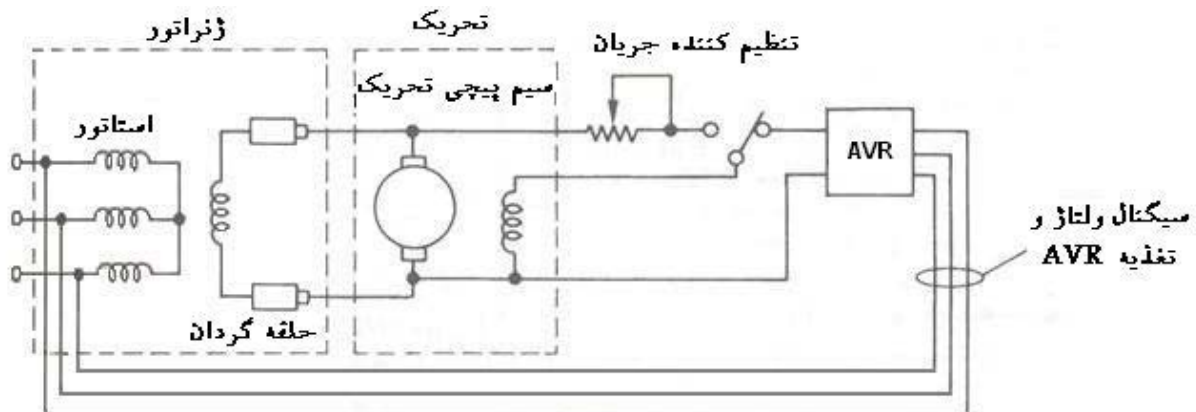 ژنراتور
تحریک
تنظیم کننده جریان
سیم پیچی تحریک
استاتور
AVR
سیگنال ولتاژ و
تغذیه AVR
حلقه گردان